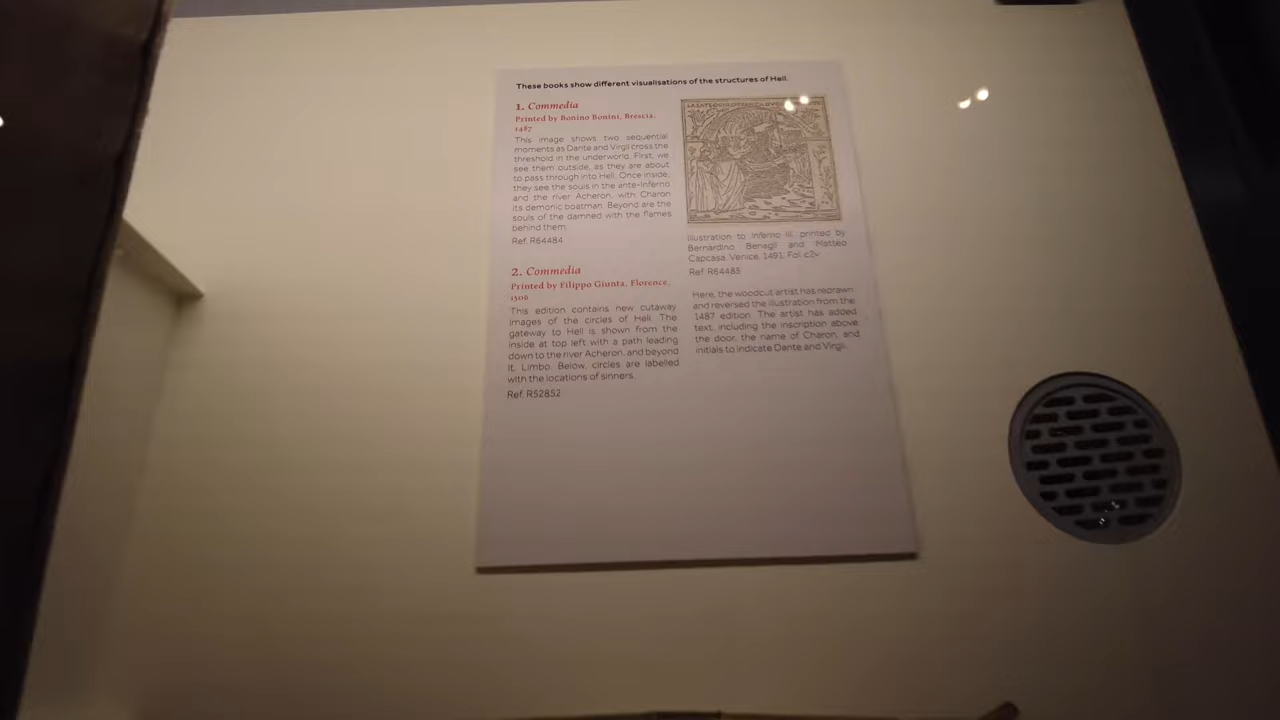 These books show different visualisations of the structures of Hell.
1. Commedia
Printed by Bonino Bonini, Brescia,
1487
This image shows two sequential
moments as Dante and Virgil cross the
threshold in the underworld. First, we
see them outside, as they are about
to pass through into Hell. Once inside,
they see the souls in the ante-Inferno
and the river Acheron, with Charon
its demonic boatman. Beyond are the
souls of the damned with the flames
behind them.
Ref. R64484
2. Commedia
Printed by Filippo Giunta, Florence,
1506
This edition contains new cutaway
images of the circles of Hell. The
gateway to Hell is shown from the
inside at top left with a path leading
down to the river Acheron, and beyond
it, Limbo. Below, circles are labelled
with the locations of sinners.
Ref. R52852
Illustration to Inferno III, printed by
Bernardino Benagli and Matteo
Capcasa, Venice, 1491. Fol. c2v
Ref. R64485
Here, the woodcut artist has redrawn
and reversed the illustration from the
1487 edition. The artist has added
text, including the inscription above
the door, the name of Charon, and
initials to indicate Dante and Virgil.